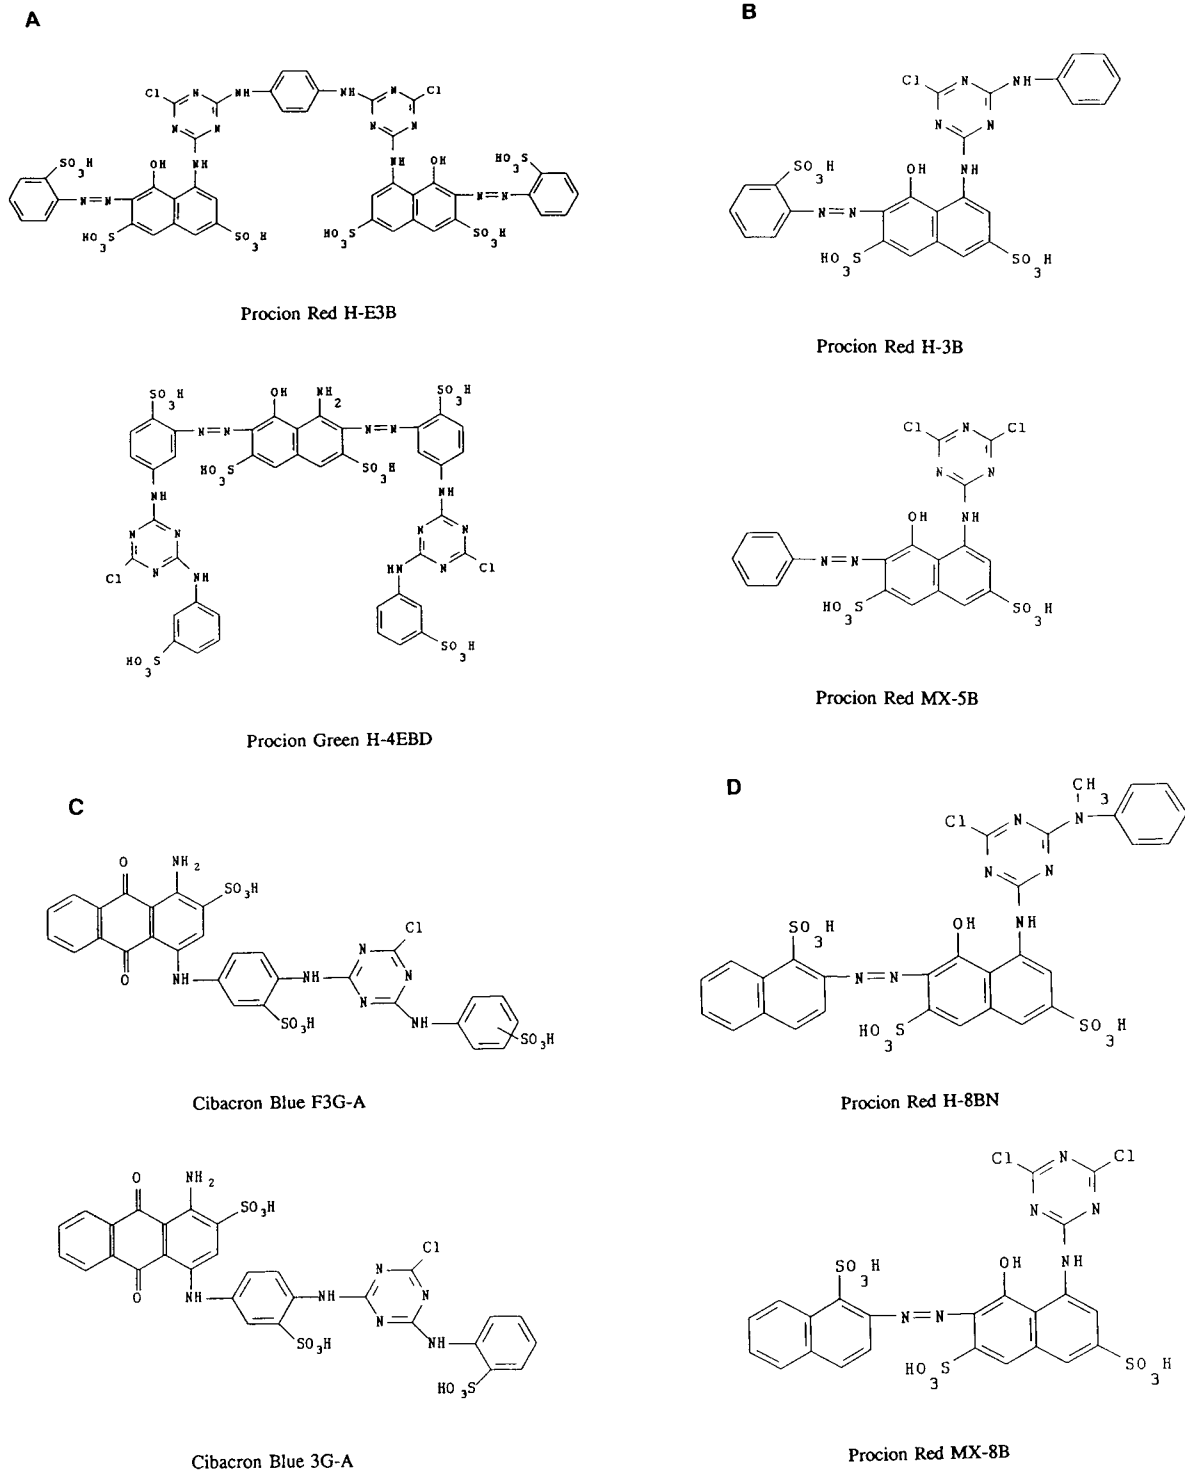 A
Cl N NH NH N Cl
N N N N
NH OH
SO3H OH NH HO3S
N=N N=N
HO3S SO3H HO3S SO3H
Procion Red H-E3B
SO3H OH NH2 SO3H
N=N N=N
HO3S SO3H
NH NH
N N N N
Cl N NH HN N Cl
HO3S SO3H
Procion Green H-4EBD
B
Cl N NH
N N
SO3H OH NH
N=N
HO3S SO3H
Procion Red H-3B
Cl N Cl
N N
OH NH
N=N
HO3S SO3H
Procion Red MX-5B
C
O NH2
SO3H
Cl
N
O NH NH N
SO3H N
NH SO3H
Cibacron Blue F3G-A
O NH2
SO3H
Cl
N
O NH NH N
SO3H N
NH
HO3S
Cibacron Blue 3G-A
D
CH3
Cl N N
N N
SO3H OH NH
N=N
HO3S SO3H
Procion Red H-8BN
Cl N Cl
N N
SO3H OH NH
N=N
HO3S SO3H
Procion Red MX-8B